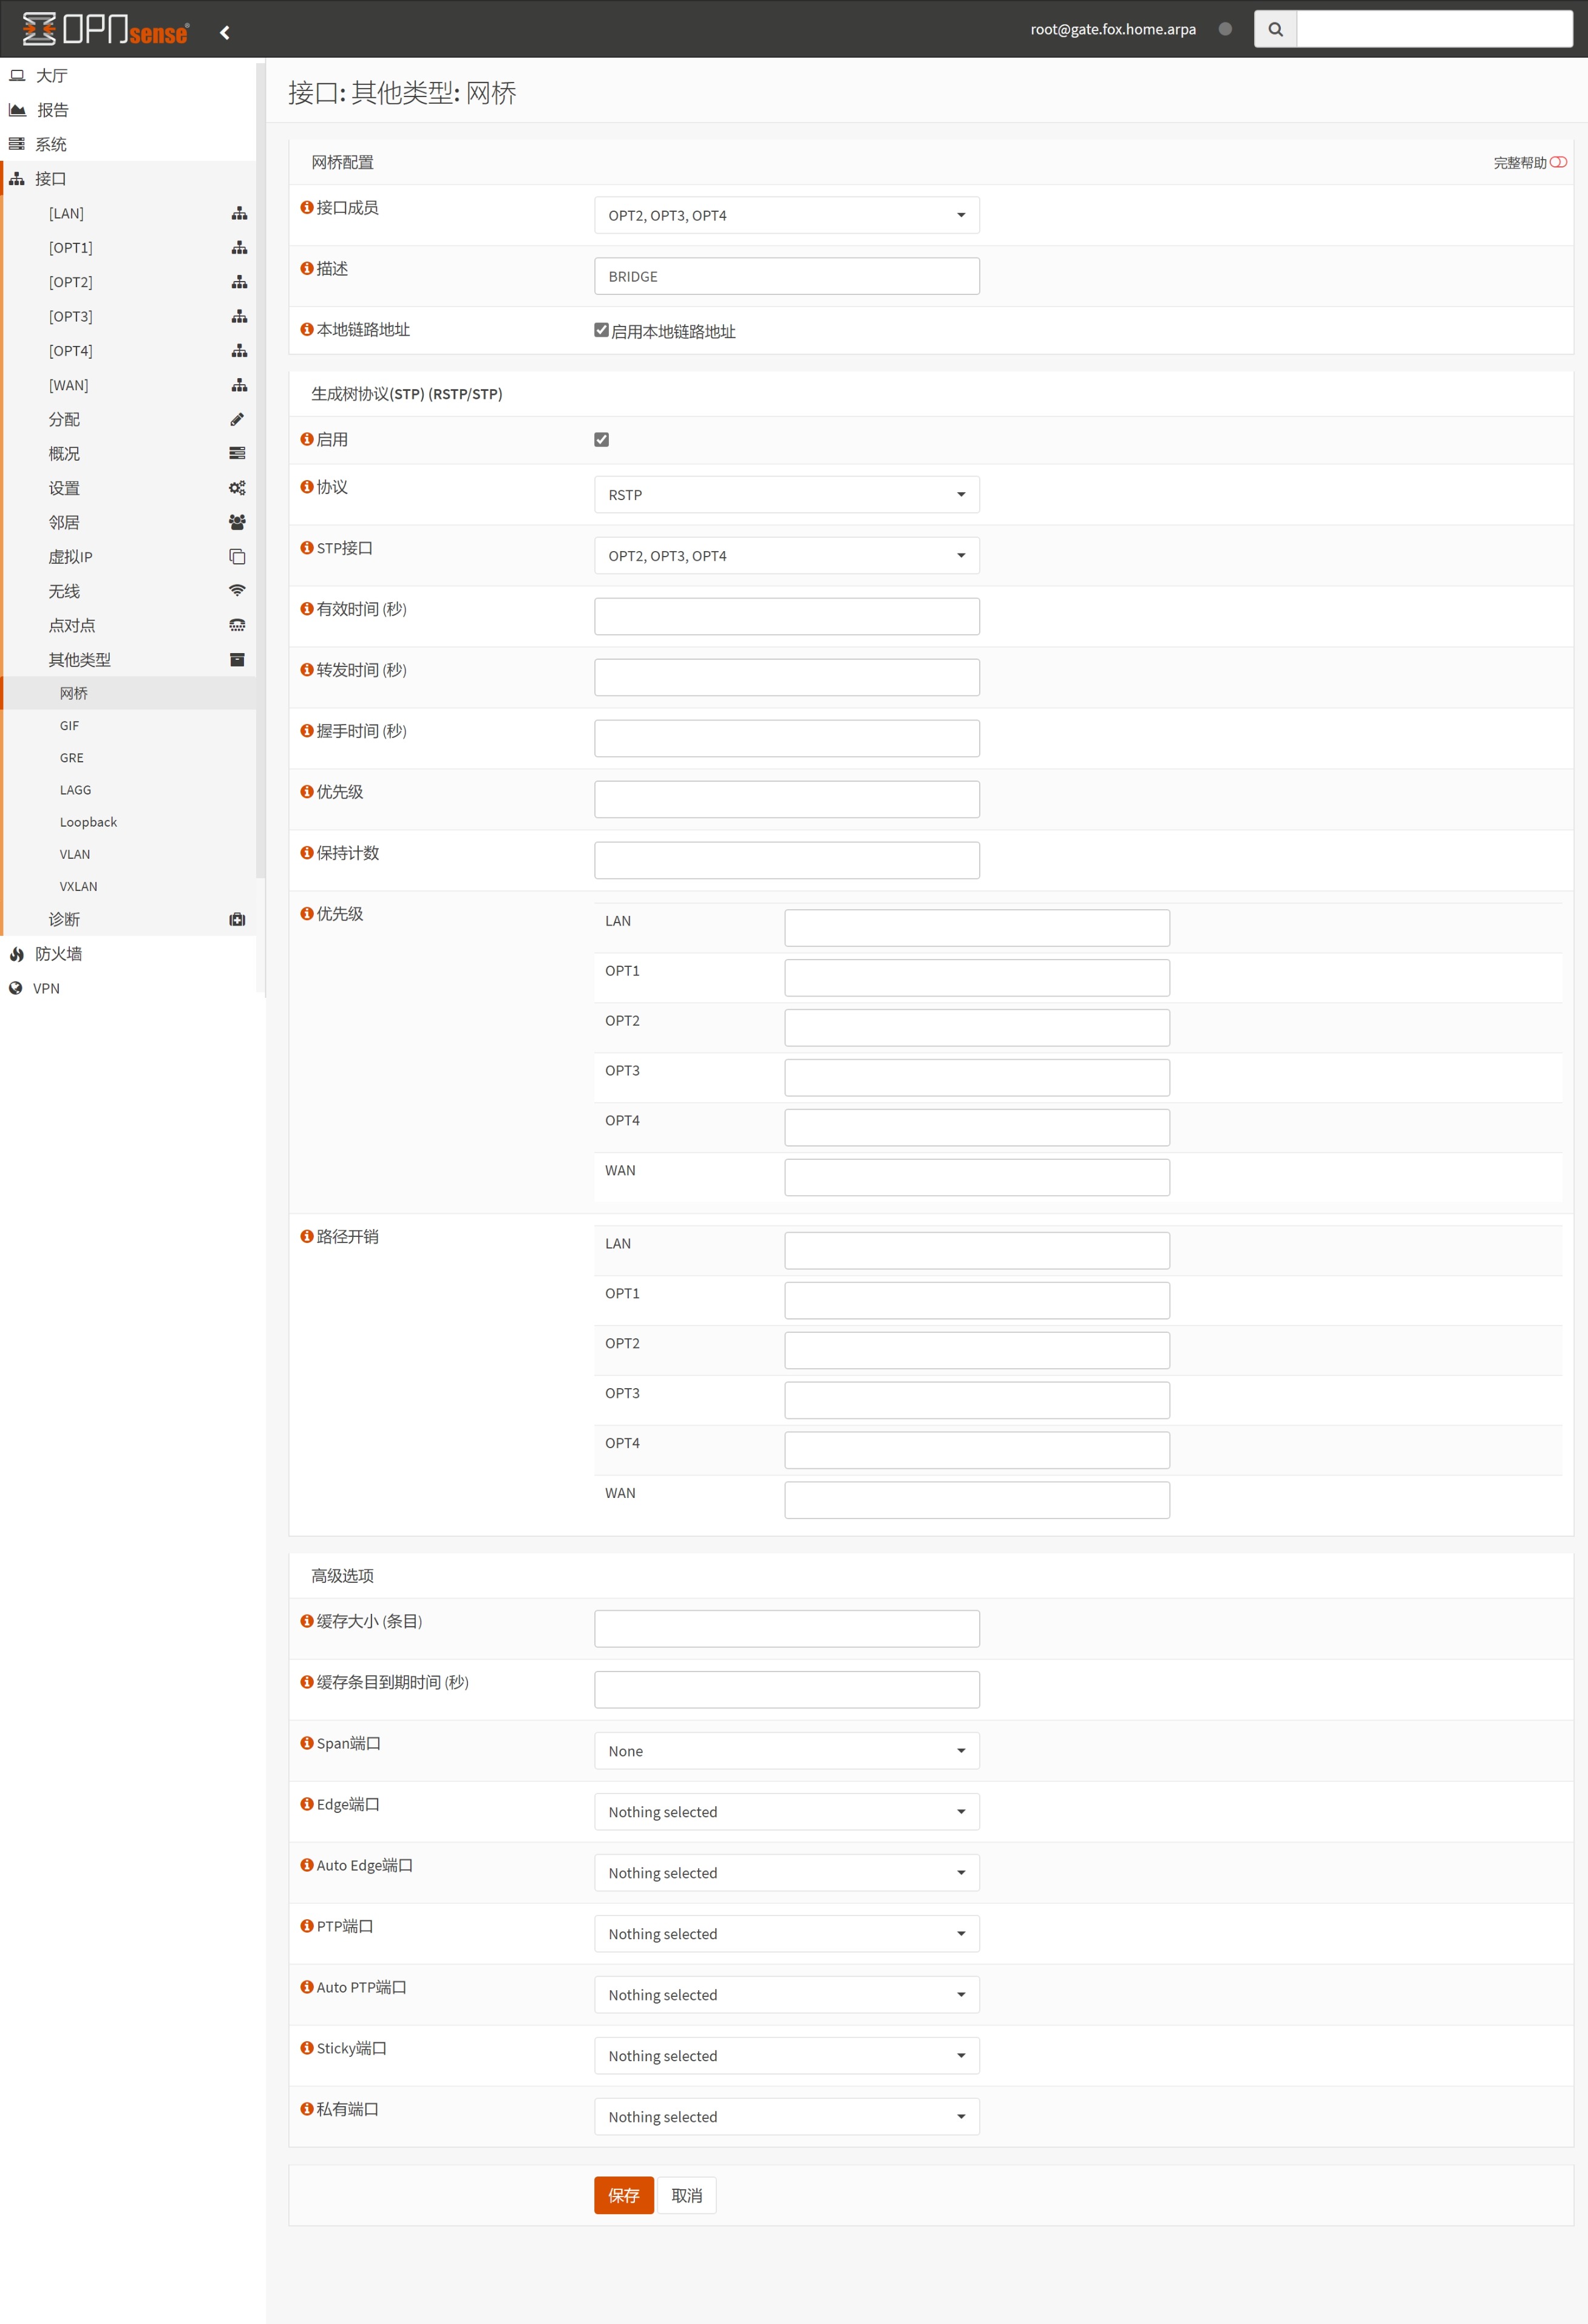 OPNsense®
root@gate.fox.home.arpa
大厅
报告
系统
接口
[LAN]
[OPT1]
[OPT2]
[OPT3]
[OPT4]
[WAN]
分配
概况
设置
邻居
虚拟IP
无线
点对点
其他类型
网桥
GIF
GRE
LAGG
Loopback
VLAN
VXLAN
诊断
防火墙
VPN
接口: 其他类型: 网桥
网桥配置 完整帮助
接口成员 OPT2, OPT3, OPT4
描述 BRIDGE
本地链路地址 启用本地链路地址
生成树协议(STP) (RSTP/STP)
启用
协议 RSTP
STP接口 OPT2, OPT3, OPT4
有效时间 (秒)
转发时间 (秒)
握手时间 (秒)
优先级
保持计数
优先级 LAN
OPT1
OPT2
OPT3
OPT4
WAN
路径开销 LAN
OPT1
OPT2
OPT3
OPT4
WAN
高级选项
缓存大小 (条目)
缓存条目到期时间 (秒)
Span端口 None
Edge端口 Nothing selected
Auto Edge端口 Nothing selected
PTP端口 Nothing selected
Auto PTP端口 Nothing selected
Sticky端口 Nothing selected
私有端口 Nothing selected
保存 取消